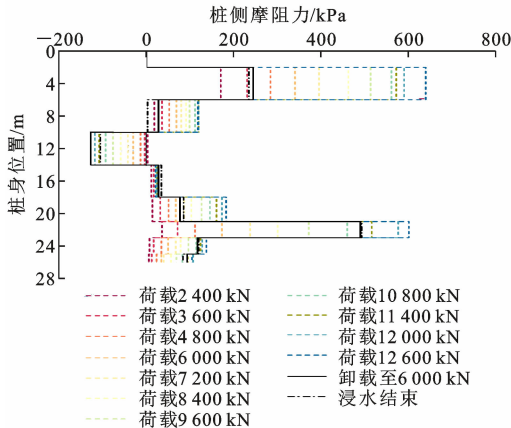 桩侧摩阻力/kPa
−200 0 200 400 600 800
0
4
8
12
16
20
24
28
桩身位置/m
荷载2 400 kN
荷载3 600 kN
荷载4 800 kN
荷载6 000 kN
荷载7 200 kN
荷载8 400 kN
荷载9 600 kN
荷载10 800 kN
荷载11 400 kN
荷载12 000 kN
荷载12 600 kN
卸载至6 000 kN
浸水结束